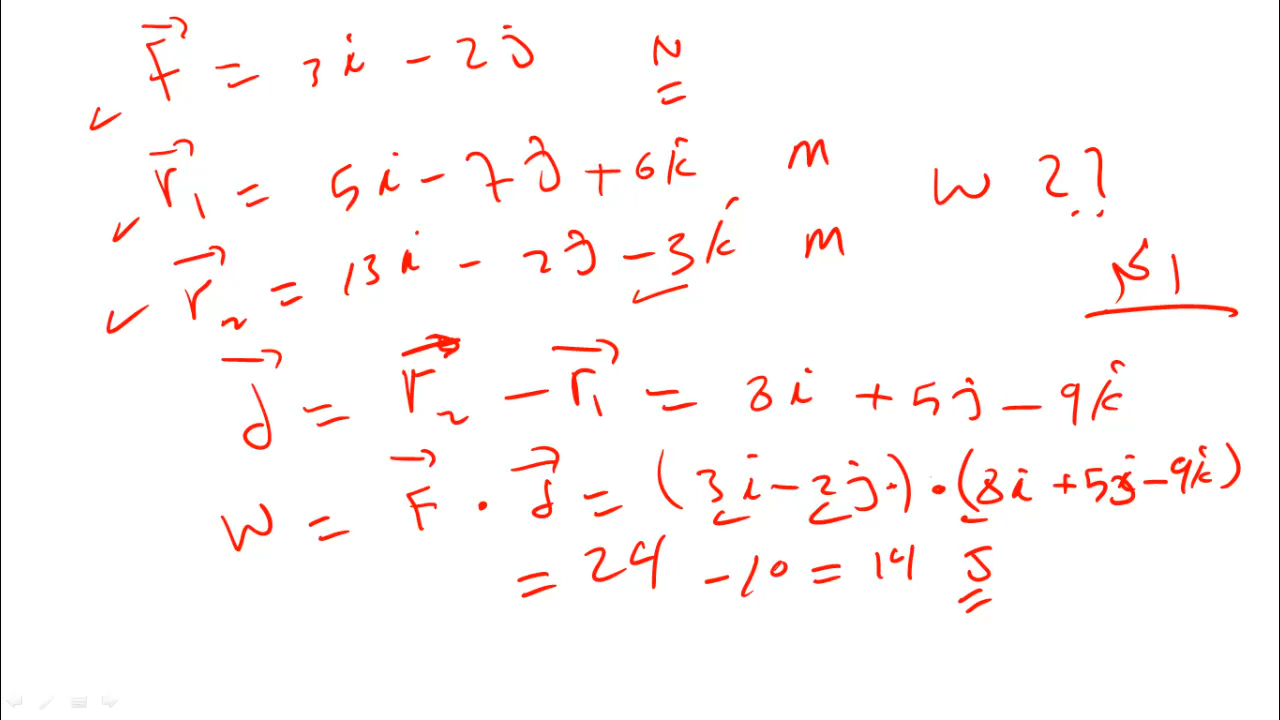 F = 3i - 2j N
r1 = 5i - 7j + 6k m
r2 = 13i - 2j - 3k m
W ??
d = r2 - r1 = 8i + 5j - 9k
W = F · d = (3i - 2j) · (8i + 5j - 9k)
= 24 - 10 = 14 J